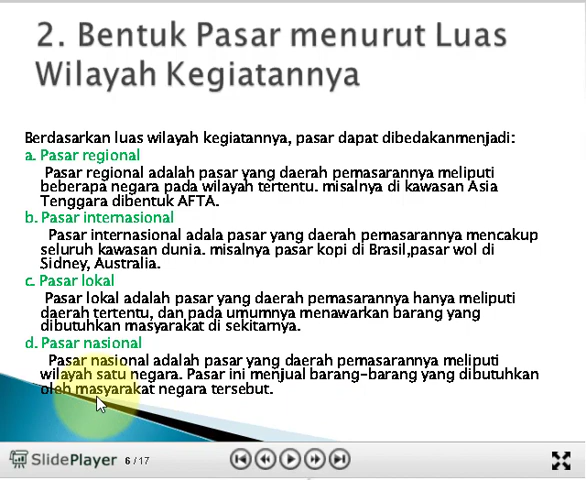 2. Bentuk Pasar menurut Luas
Wilayah Kegiatannya
Berdasarkan luas wilayah kegiatannya, pasar dapat dibedakanmenjadi:
a. Pasar regional
Pasar regional adalah pasar yang daerah pemasarannya meliputi
beberapa negara pada wilayah tertentu. misalnya di kawasan Asia
Tenggara dibentuk AFTA.
b. Pasar internasional
Pasar internasional adala pasar yang daerah pemasarannya mencakup
seluruh kawasan dunia. misalnya pasar kopi di Brasil,pasar wol di
Sidney, Australia.
c. Pasar lokal
Pasar lokal adalah pasar yang daerah pemasarannya hanya meliputi
daerah tertentu, dan pada umumnya menawarkan barang yang
dibutuhkan masyarakat di sekitarnya.
d. Pasar nasional
Pasar nasional adalah pasar yang daerah pemasarannya meliputi
wilayah satu negara. Pasar ini menjual barang-barang yang dibutuhkan
oleh masyarakat negara tersebut.
SlidePlayer 6 / 17